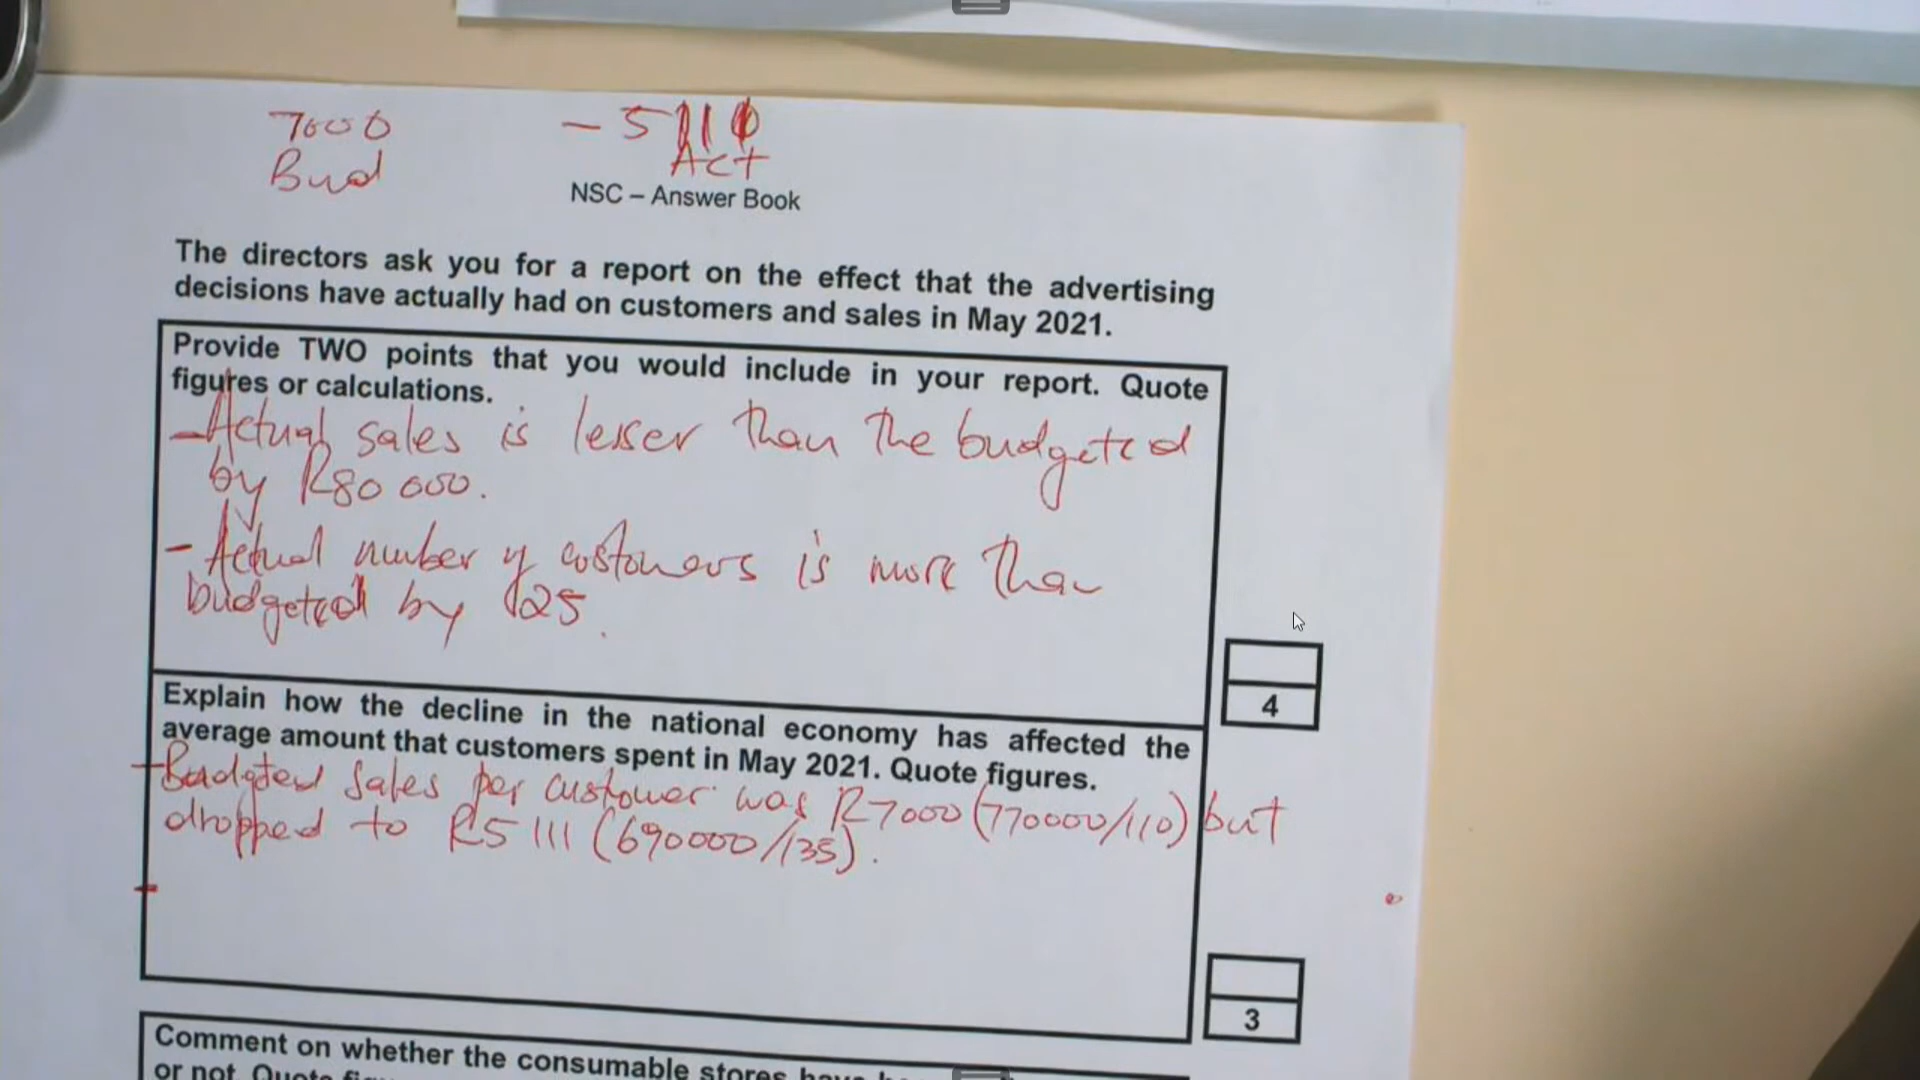 7000 - 5111
Bud Act
NSC – Answer Book
The directors ask you for a report on the effect that the advertising
decisions have actually had on customers and sales in May 2021.
Provide TWO points that you would include in your report. Quote
figures or calculations.
- Actual sales is lesser than the budgeted
by R80 000.
- Actual number of customers is more than
budgeted by 25.
4
Explain how the decline in the national economy has affected the
average amount that customers spent in May 2021. Quote figures.
- Budgeted sales per customer was R7000 (770000/110) but
dropped to R5 111 (690000/135).
3
Comment on whether the consumable stores have
or not. Quote